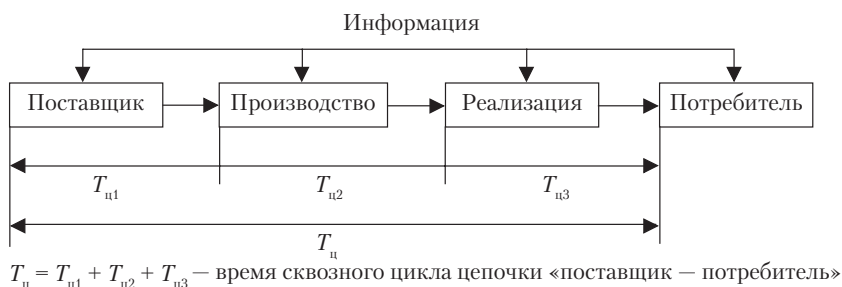 Информация
Поставщик Производство Реализация Потребитель
Tц1 Tц2 Tц3
Tц
Tц = Tц1 + Tц2 + Tц3 — время сквозного цикла цепочки «поставщик — потребитель»